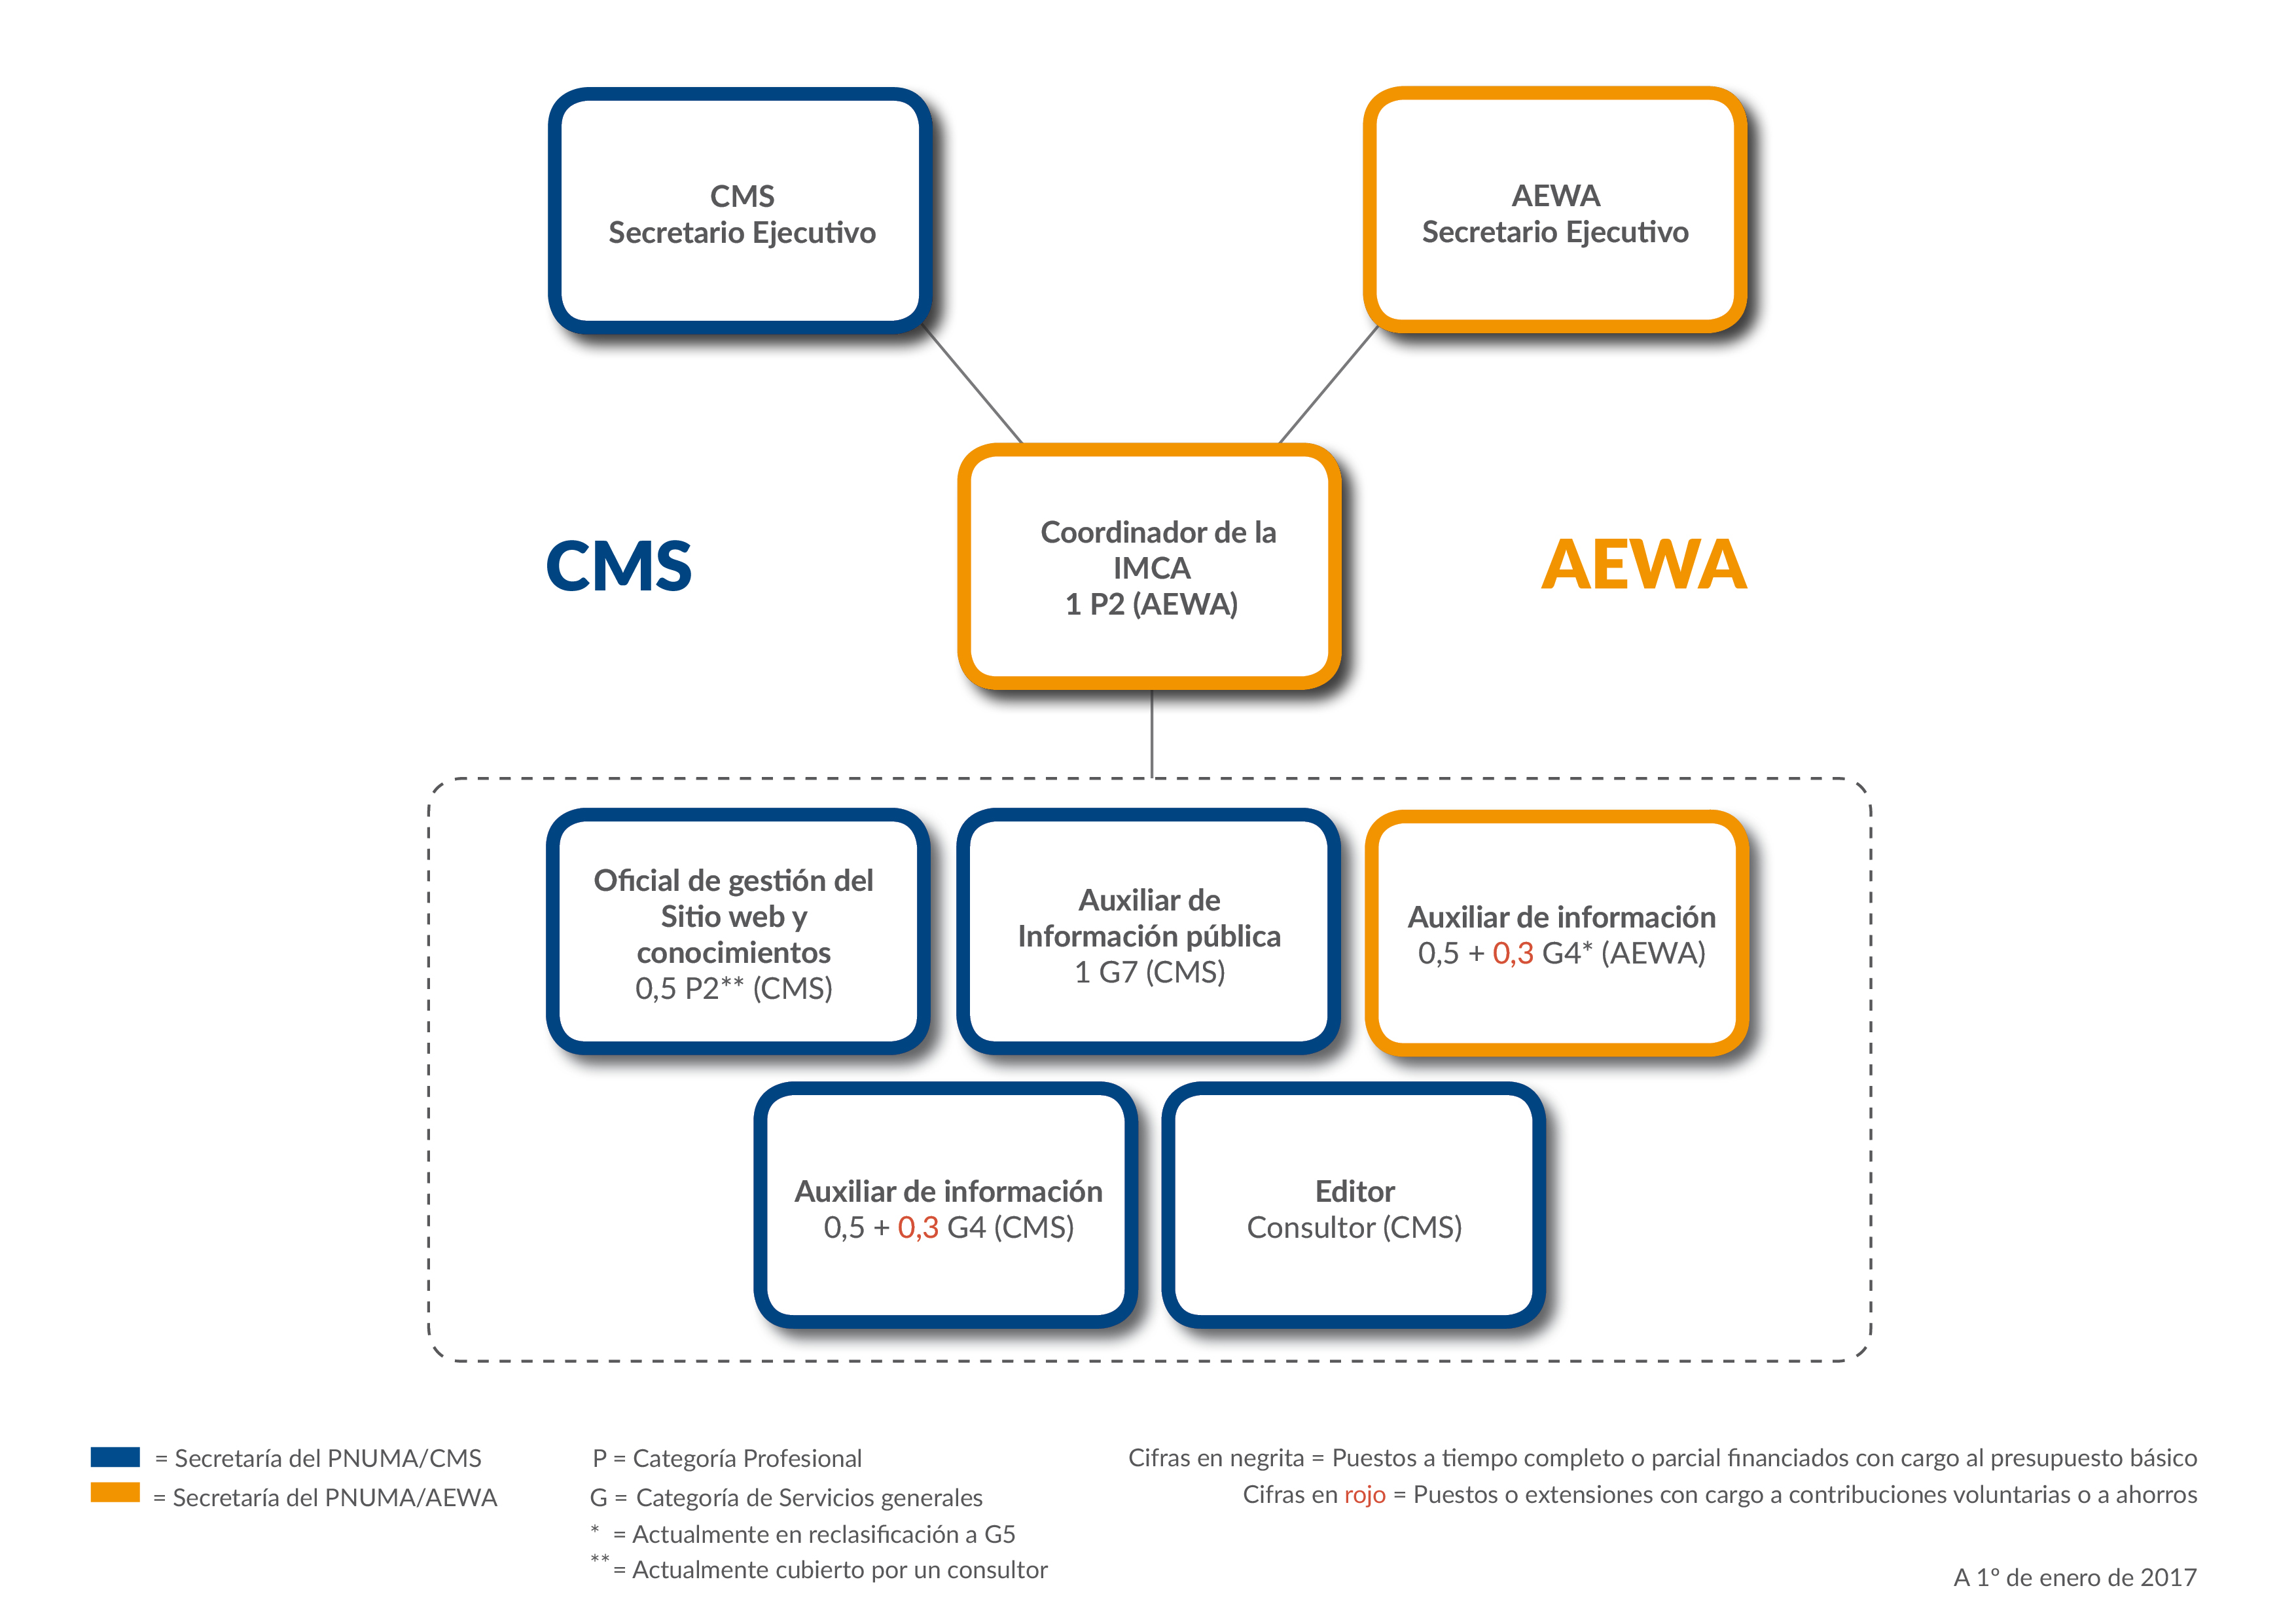 CMS
Secretario Ejecutivo
AEWA
Secretario Ejecutivo
Coordinador de la
IMCA
1 P2 (AEWA)
CMS
AEWA
Oficial de gestión del
Sitio web y
conocimientos
0,5 P2** (CMS)
Auxiliar de
Información pública
1 G7 (CMS)
Auxiliar de información
0,5 + 0,3 G4* (AEWA)
Auxiliar de información
0,5 + 0,3 G4 (CMS)
Editor
Consultor (CMS)
= Secretaría del PNUMA/CMS
= Secretaría del PNUMA/AEWA
P = Categoría Profesional
G = Categoría de Servicios generales
* = Actualmente en reclasificación a G5
** = Actualmente cubierto por un consultor
Cifras en negrita = Puestos a tiempo completo o parcial financiados con cargo al presupuesto básico
Cifras en rojo = Puestos o extensiones con cargo a contribuciones voluntarias o a ahorros
A 1º de enero de 2017